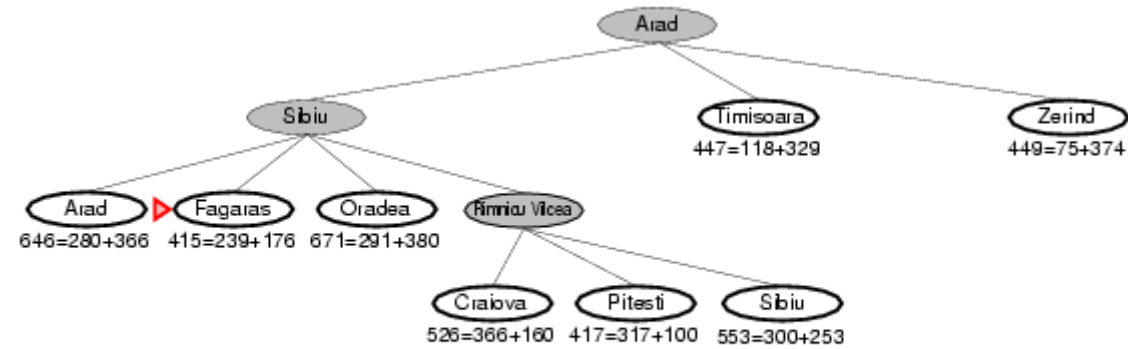 Arad
Sibiu
Timisoara
Zerind
447=118+329
449=75+374
Arad
Fagaras
Oradea
Rimnicu Vilcea
646=280+366
415=239+176
671=291+380
Craiova
Pitesti
Sibiu
526=366+160
417=317+100
553=300+253